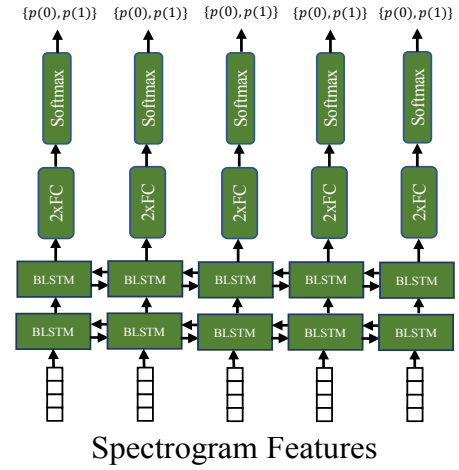 {p(0), p(1)} {p(0), p(1)} {p(0), p(1)} {p(0), p(1)} {p(0), p(1)}
Softmax Softmax Softmax Softmax Softmax
2xFC 2xFC 2xFC 2xFC 2xFC
BLSTM BLSTM BLSTM BLSTM BLSTM
BLSTM BLSTM BLSTM BLSTM BLSTM
Spectrogram Features